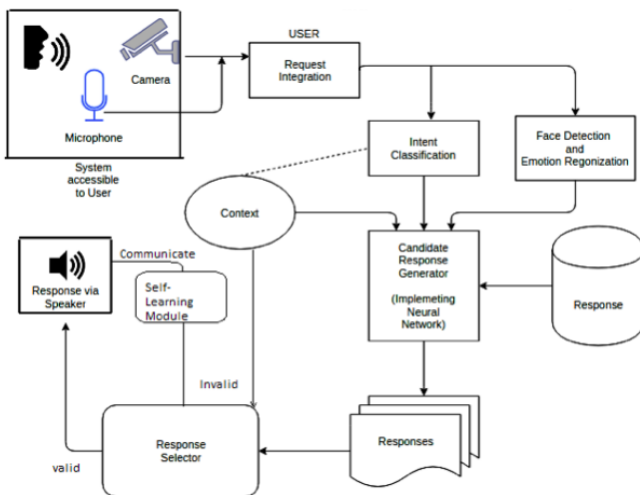 USER
Camera
Request
Integration
Microphone
System
accessible
to User
Intent
Classification
Face Detection
and
Emotion Regonization
Context
Communicate
Response via
Speaker
Self-
Learning
Module
Candidate
Response
Generator
(Implemeting
Neural
Network)
Response
Invalid
Response
Selector
Responses
valid